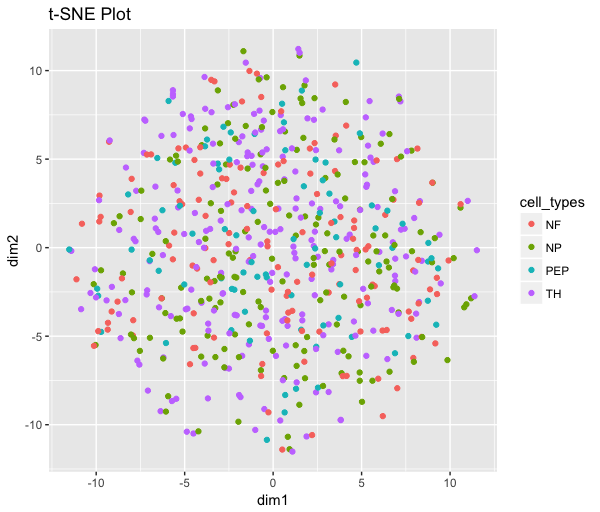 t-SNE Plot
10
5
0
-5
-10
dim2
-10 -5 0 5 10
dim1
cell_types
NF
NP
PEP
TH